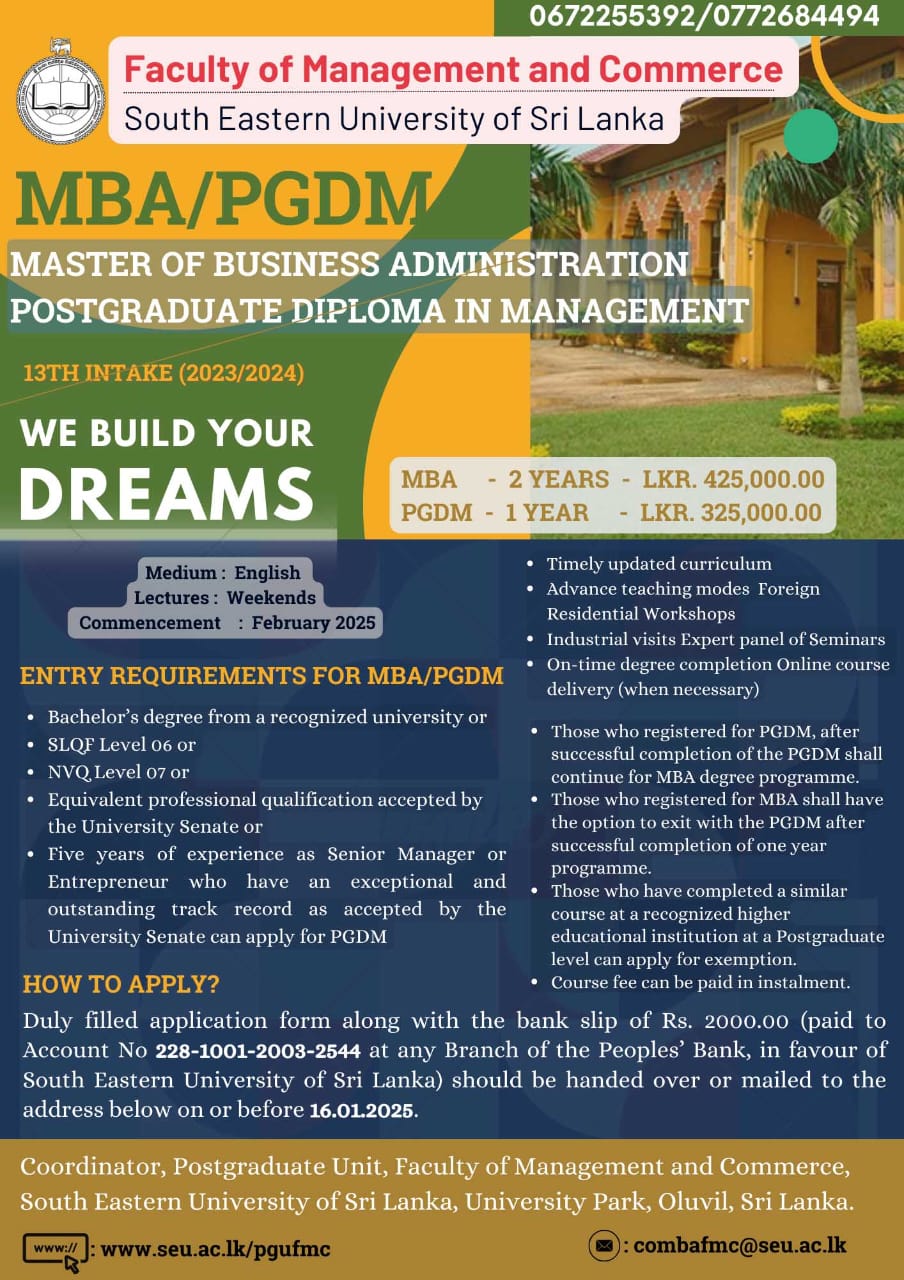 0672255392/0772684494
Faculty of Management and Commerce
South Eastern University of Sri Lanka
MBA/PGDM
MASTER OF BUSINESS ADMINISTRATION
POSTGRADUATE DIPLOMA IN MANAGEMENT
13TH INTAKE (2023/2024)
WE BUILD YOUR
DREAMS
MBA - 2 YEARS - LKR. 425,000.00
PGDM - 1 YEAR - LKR. 325,000.00
Medium : English
Lectures : Weekends
Commencement : February 2025
ENTRY REQUIREMENTS FOR MBA/PGDM
• Bachelor's degree from a recognized university or
• SLQF Level 06 or
• NVQ Level 07 or
• Equivalent professional qualification accepted by
the University Senate or
• Five years of experience as Senior Manager or
Entrepreneur who have an exceptional and
outstanding track record as accepted by the
University Senate can apply for PGDM
• Timely updated curriculum
• Advance teaching modes Foreign
Residential Workshops
• Industrial visits Expert panel of Seminars
• On-time degree completion Online course
delivery (when necessary)
• Those who registered for PGDM, after
successful completion of the PGDM shall
continue for MBA degree programme.
• Those who registered for MBA shall have
the option to exit with the PGDM after
successful completion of one year
programme.
• Those who have completed a similar
course at a recognized higher
educational institution at a Postgraduate
level can apply for exemption.
• Course fee can be paid in instalment.
HOW TO APPLY?
Duly filled application form along with the bank slip of Rs. 2000.00 (paid to
Account No 228-1001-2003-2544 at any Branch of the Peoples' Bank, in favour of
South Eastern University of Sri Lanka) should be handed over or mailed to the
address below on or before 16.01.2025.
Coordinator, Postgraduate Unit, Faculty of Management and Commerce,
South Eastern University of Sri Lanka, University Park, Oluvil, Sri Lanka.
www:// : www.seu.ac.lk/pgufmc
: combafmc@seu.ac.lk